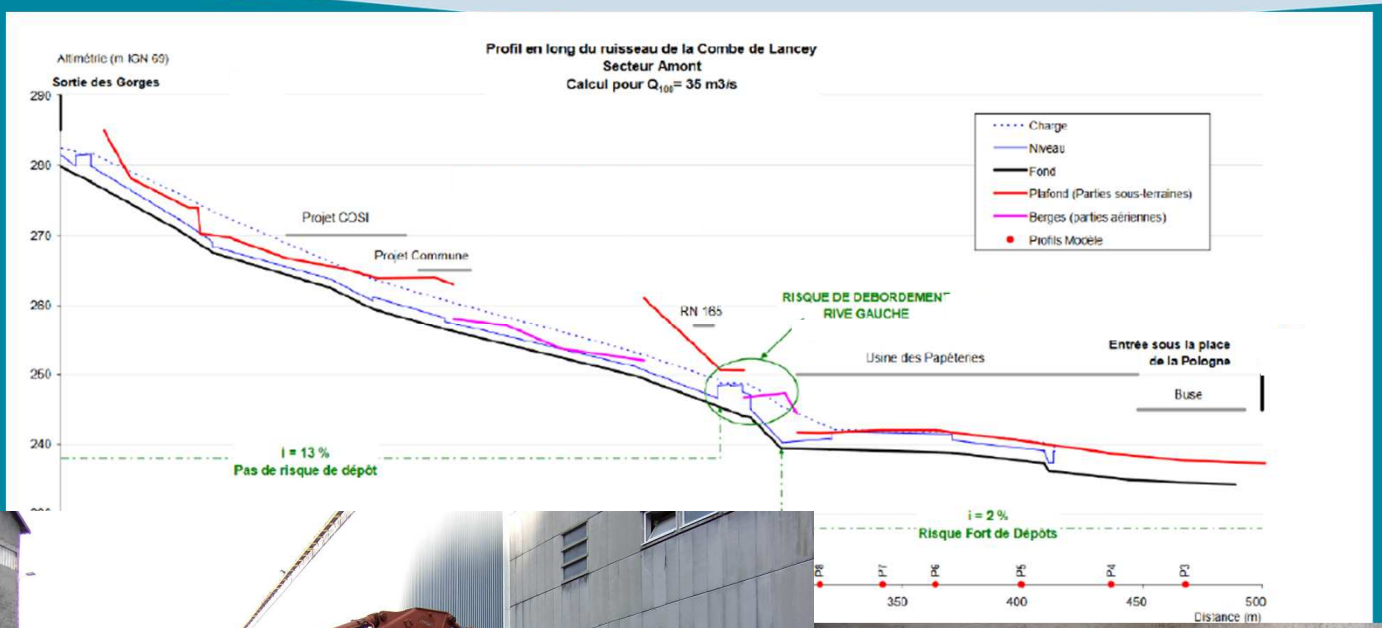 Profil en long du ruisseau de la Combe de Lancey
Secteur Amont
Calcul pour Q100= 35 m3/s
Altimétrie (m IGN 69)
Sortie des Gorges
290
280
270
260
250
240
Charge
Niveau
Fond
Plafond (Parties sous-terraines)
Berges (parties aériennes)
Profils Modèle
Projet COSI
Projet Commune
RN 165
RISQUE DE DEBORDEMENT
RIVE GAUCHE
Usine des Papèteries
Entrée sous la place
de la Pologne
Buse
i = 13 %
Pas de risque de dépôt
i = 2 %
Risque Fort de Dépôts
P8
P7
P6
P5
P4
P3
350
400
450
500
Distance (m)